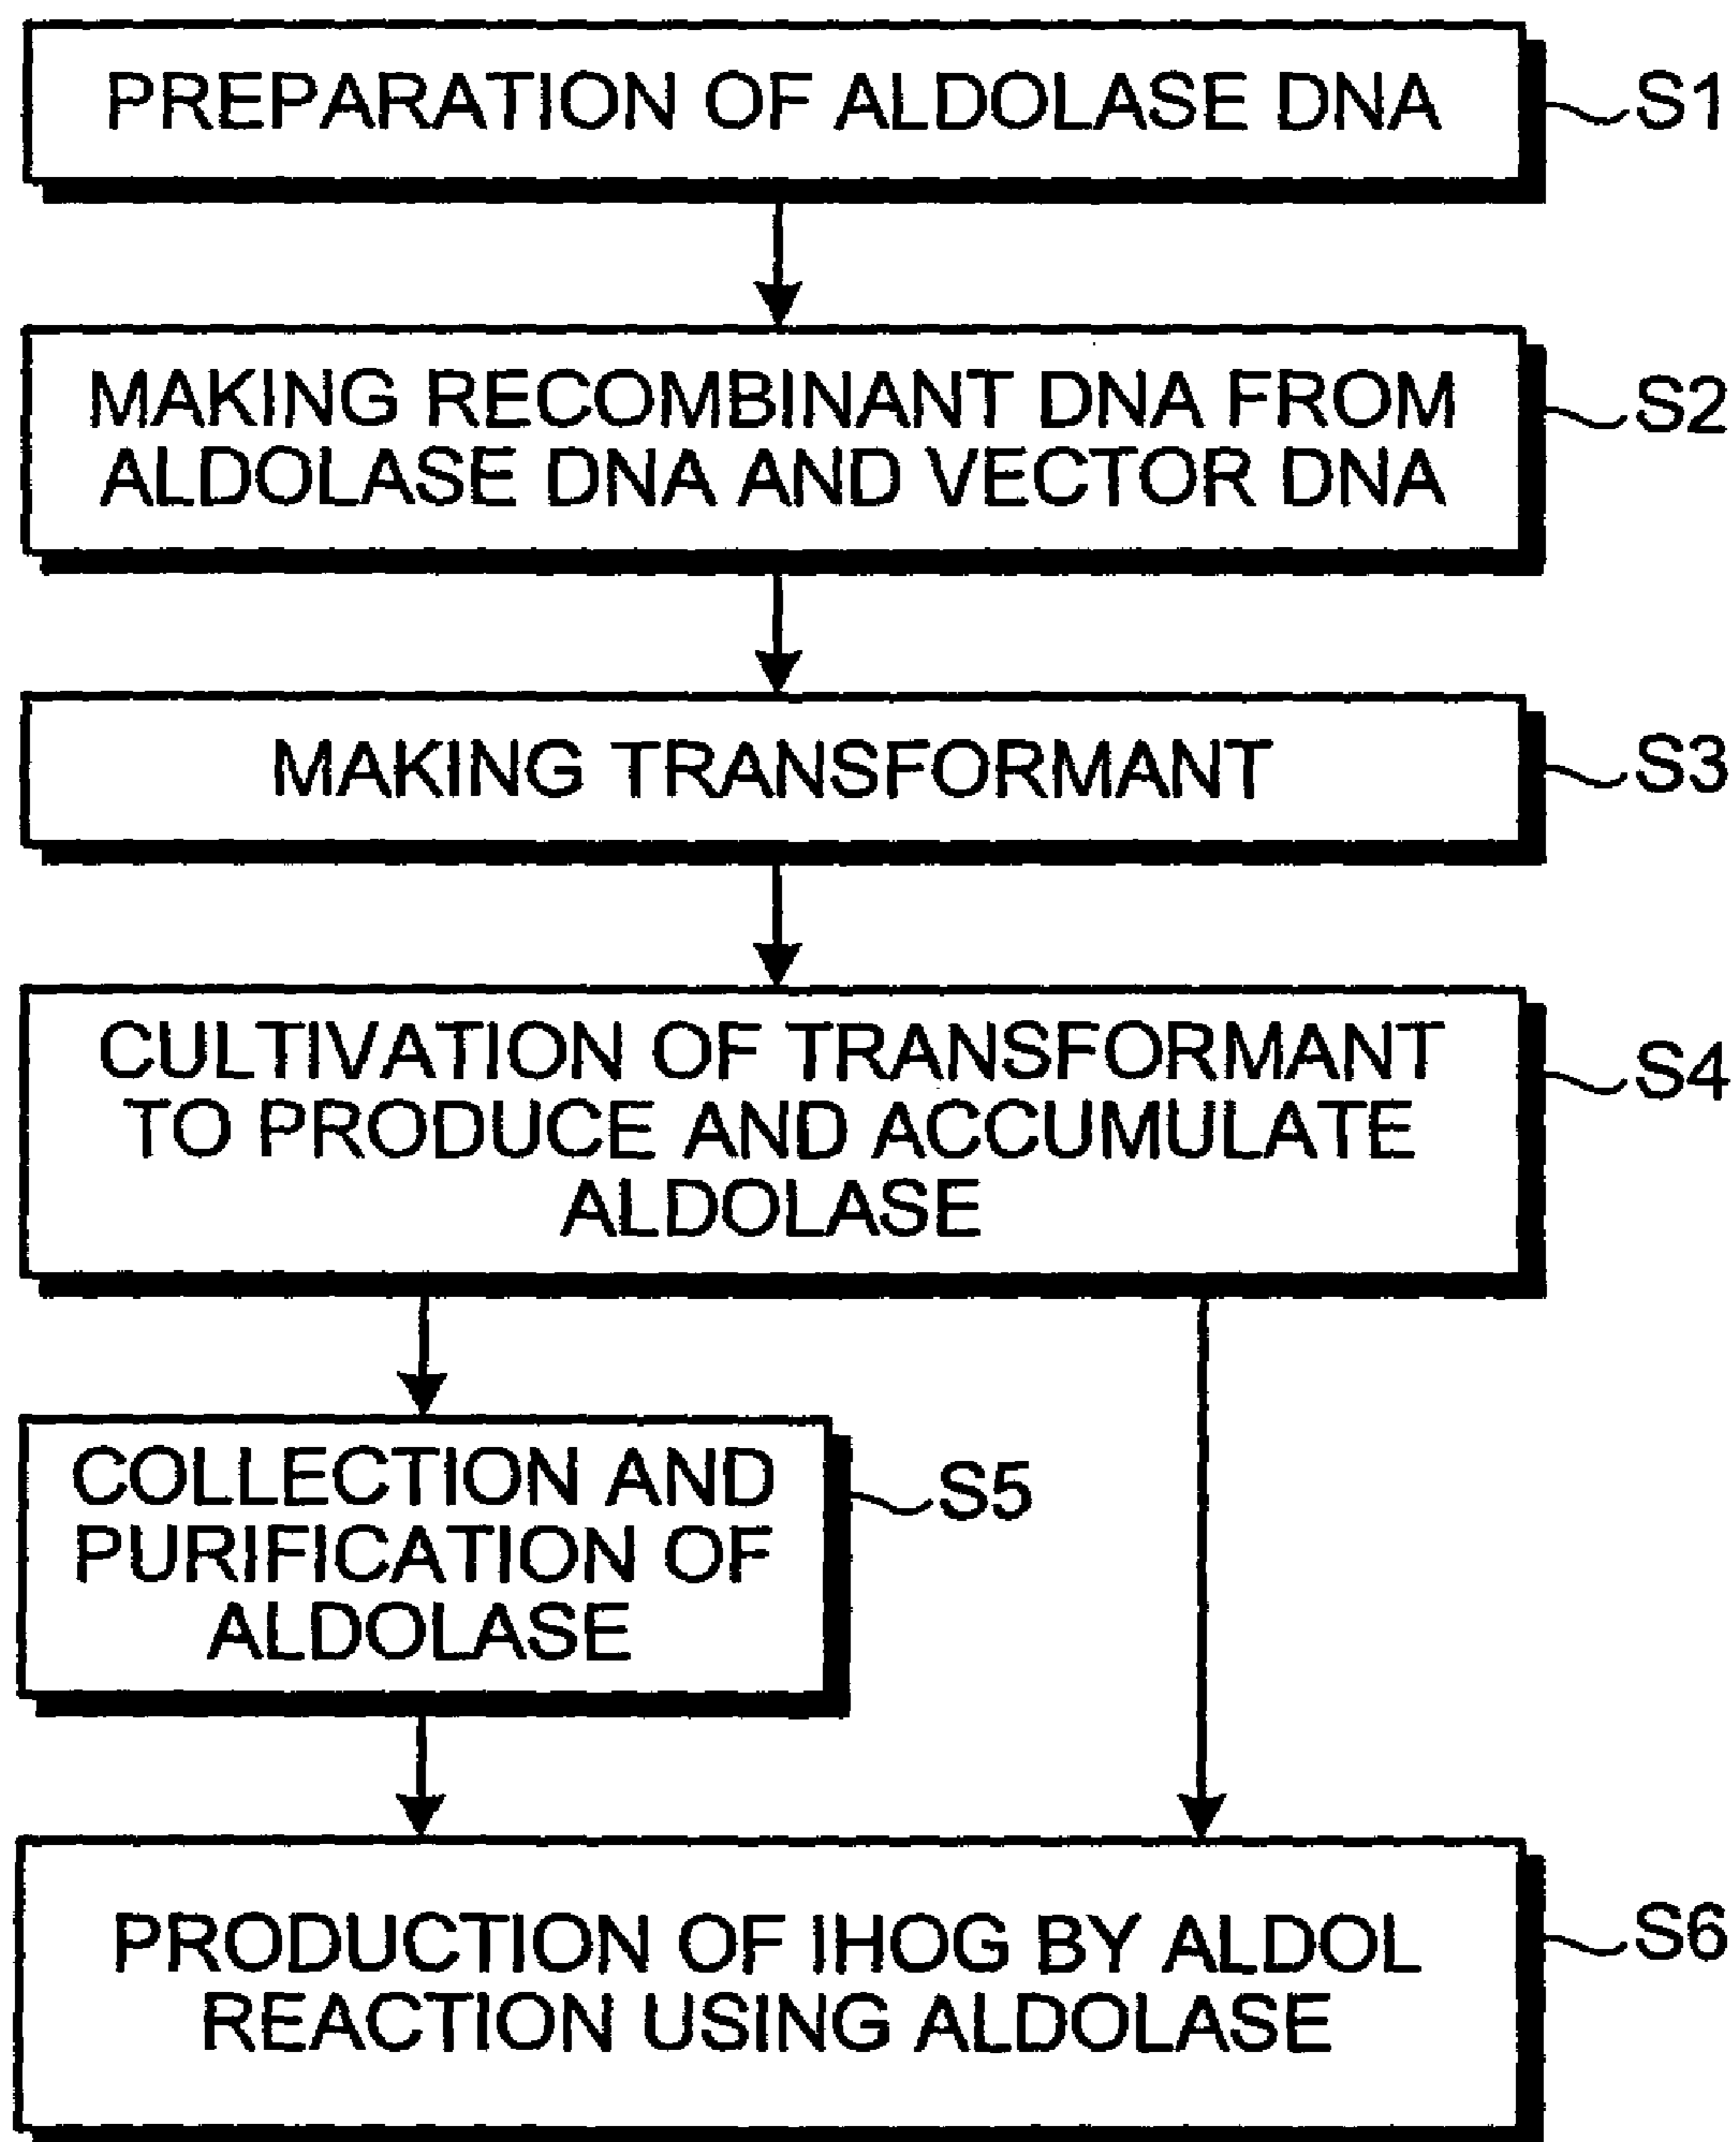 PREPARATION OF ALDOLASE DNA
S1
MAKING RECOMBINANT DNA FROM
ALDOLASE DNA AND VECTOR DNA
S2
MAKING TRANSFORMANT
S3
CULTIVATION OF TRANSFORMANT
TO PRODUCE AND ACCUMULATE
ALDOLASE
S4
COLLECTION AND
PURIFICATION OF
ALDOLASE
S5
PRODUCTION OF IHOG BY ALDOL
REACTION USING ALDOLASE
S6